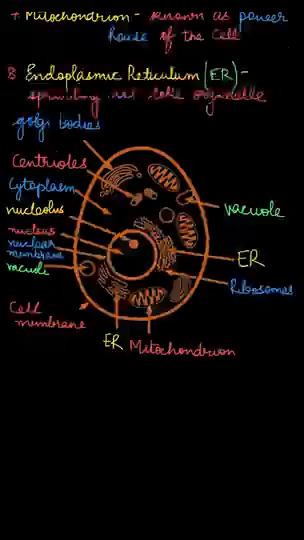 7 Mitochondrion - Known as power
House of the Cell
8 Endoplasmic Reticulum (ER) -
golgi bodies
Centrioles
Cytoplasm
nucleolus
nucleus
nuclear
membrane
vacuole
Cell
membrane
ER
Mitochondrion
vacuole
ER
Ribosomes